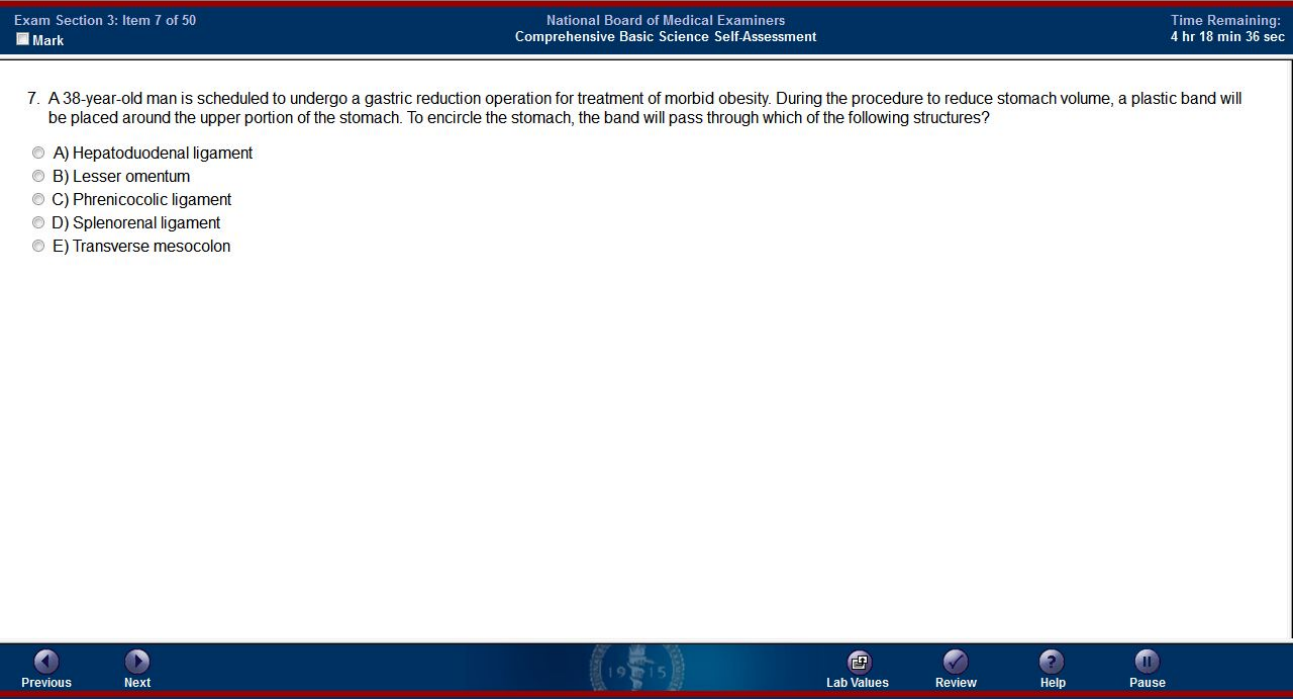 Exam Section 3: Item 7 of 50
National Board of Medical Examiners
Time Remaining:
Mark
Comprehensive Basic Science Self-Assessment
4 hr 18 min 36 sec
7. A 38-year-old man is scheduled to undergo a gastric reduction operation for treatment of morbid obesity. During the procedure to reduce stomach volume, a plastic band will
be placed around the upper portion of the stomach. To encircle the stomach, the band will pass through which of the following structures?
A) Hepatoduodenal ligament
B) Lesser omentum
C) Phrenicocolic ligament
D) Splenorenal ligament
E) Transverse mesocolon
1915
Previous
Next
Lab Values
Review
Help
Pause